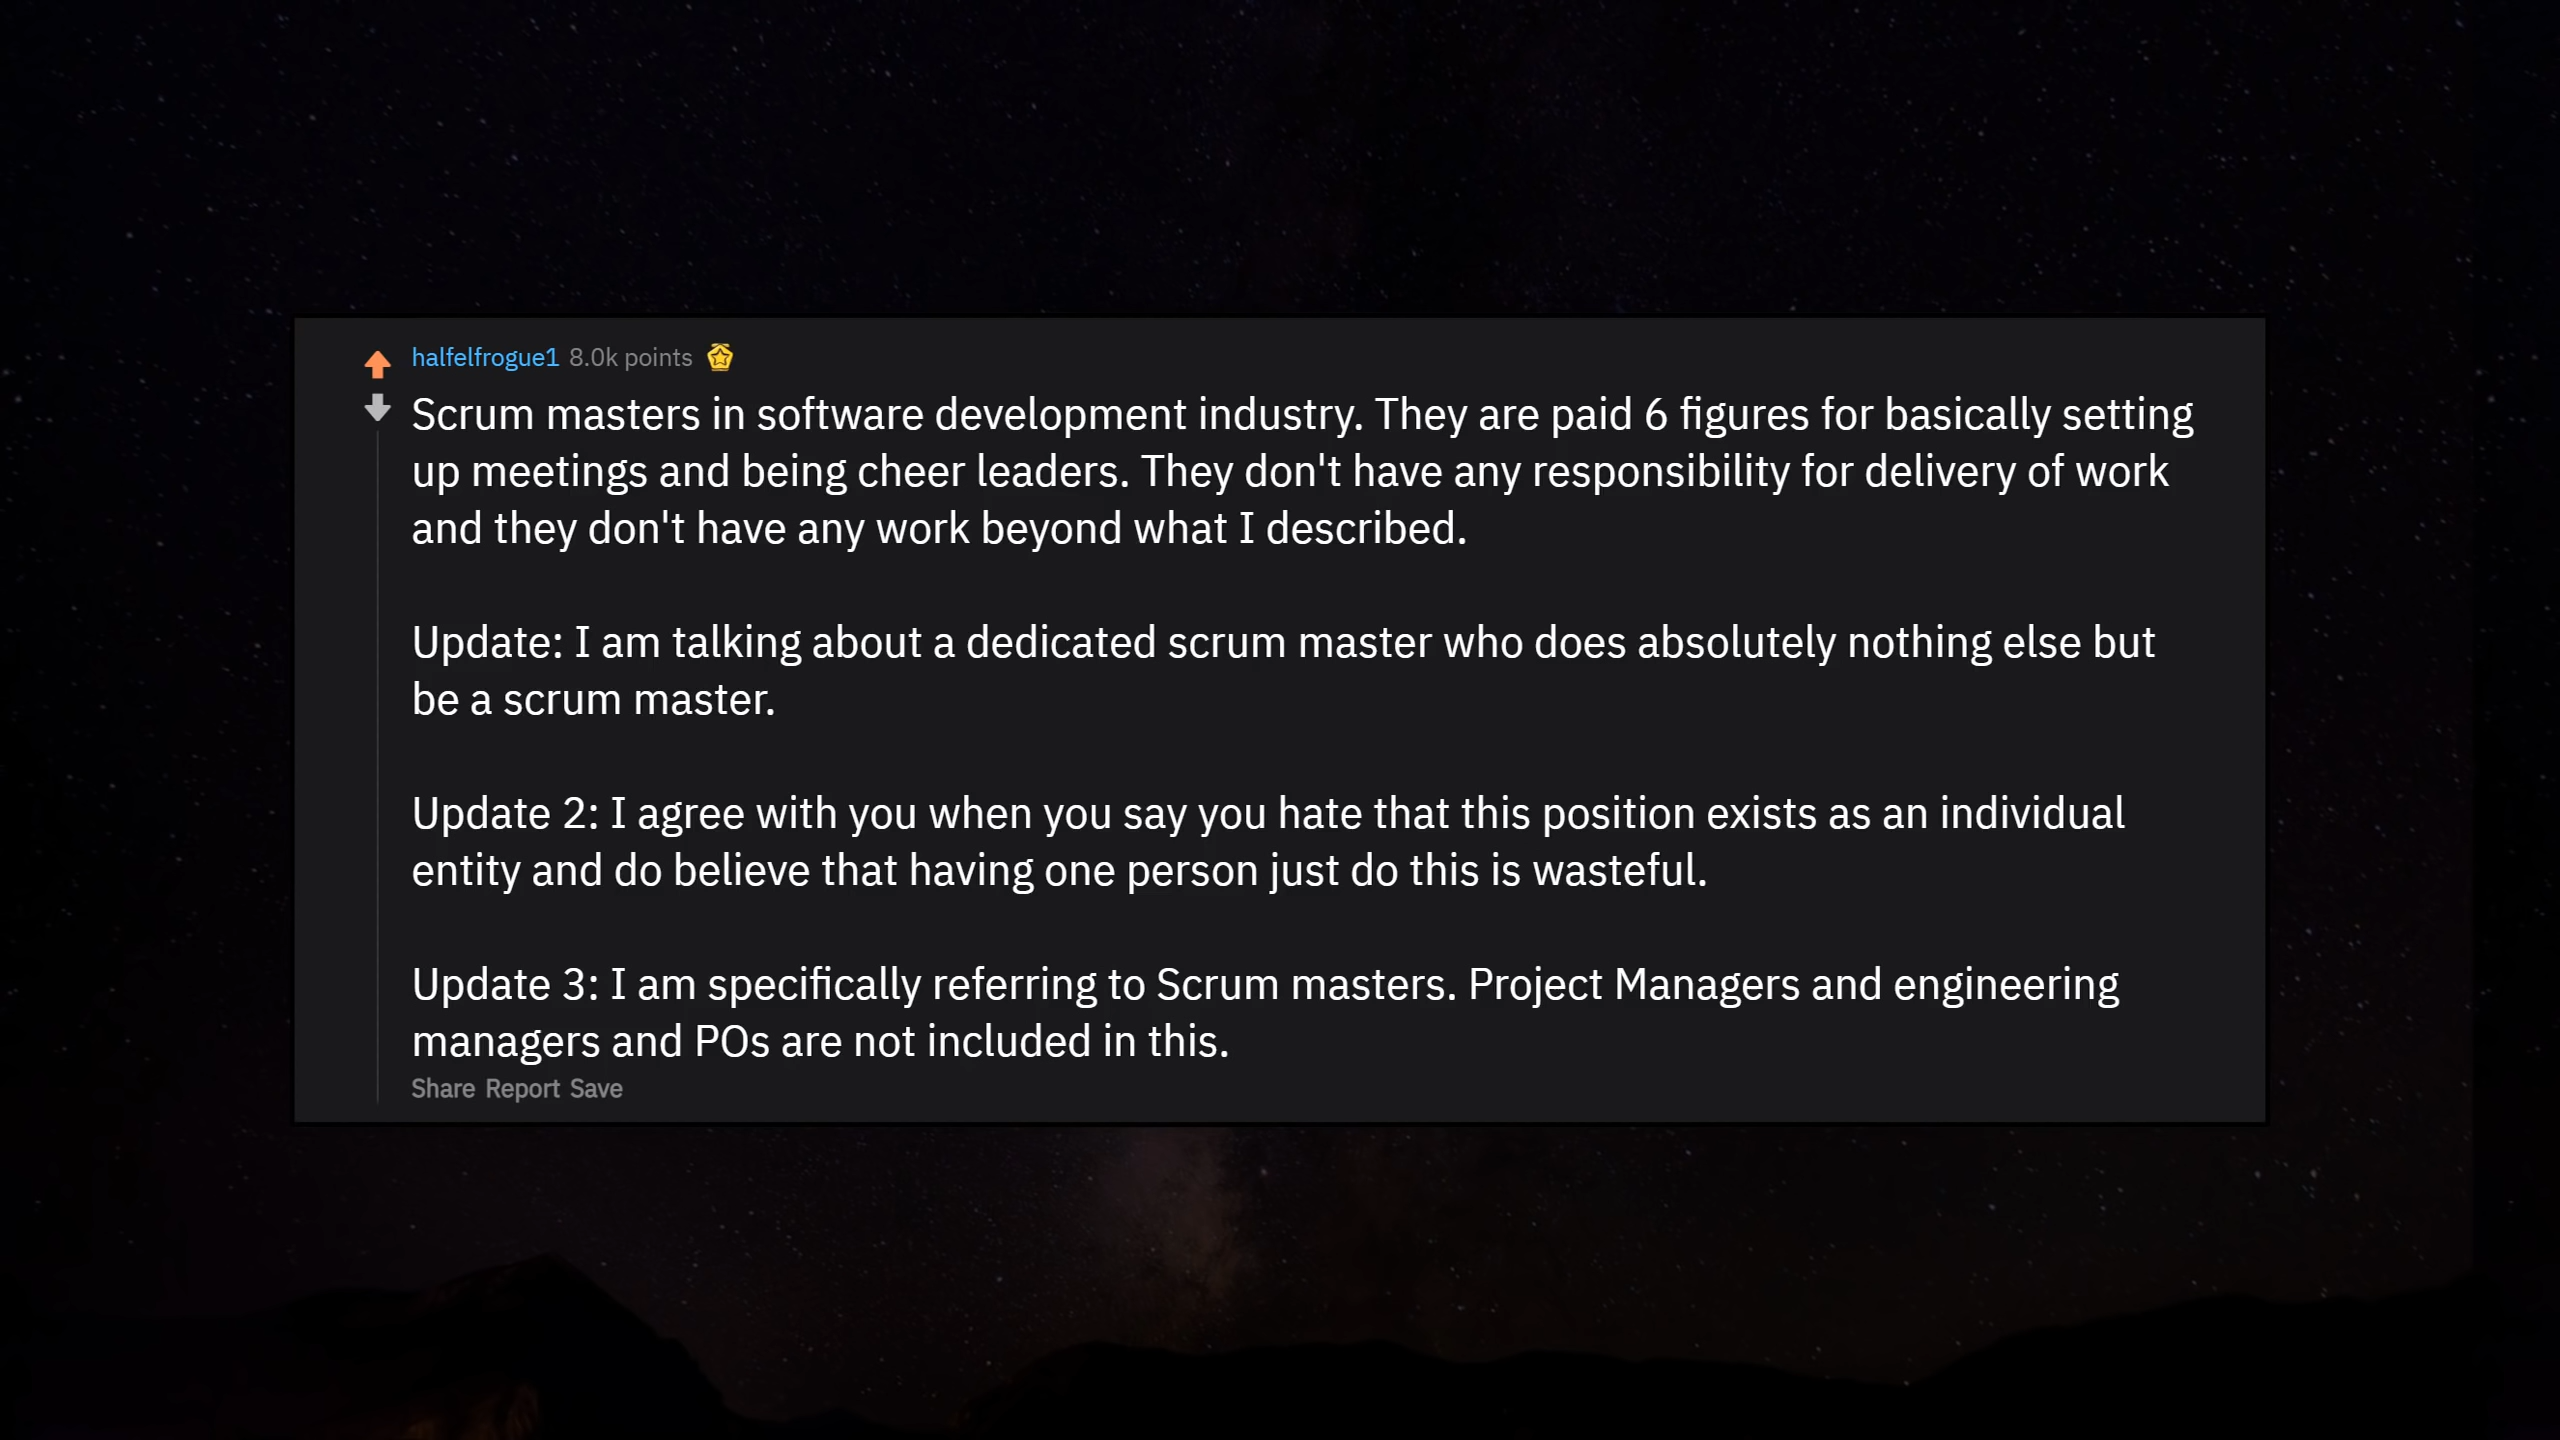 halfelfrogue1 8.0k points
Scrum masters in software development industry. They are paid 6 figures for basically setting
up meetings and being cheer leaders. They don't have any responsibility for delivery of work
and they don't have any work beyond what I described.
Update: I am talking about a dedicated scrum master who does absolutely nothing else but
be a scrum master.
Update 2: I agree with you when you say you hate that this position exists as an individual
entity and do believe that having one person just do this is wasteful.
Update 3: I am specifically referring to Scrum masters. Project Managers and engineering
managers and POs are not included in this.
Share Report Save